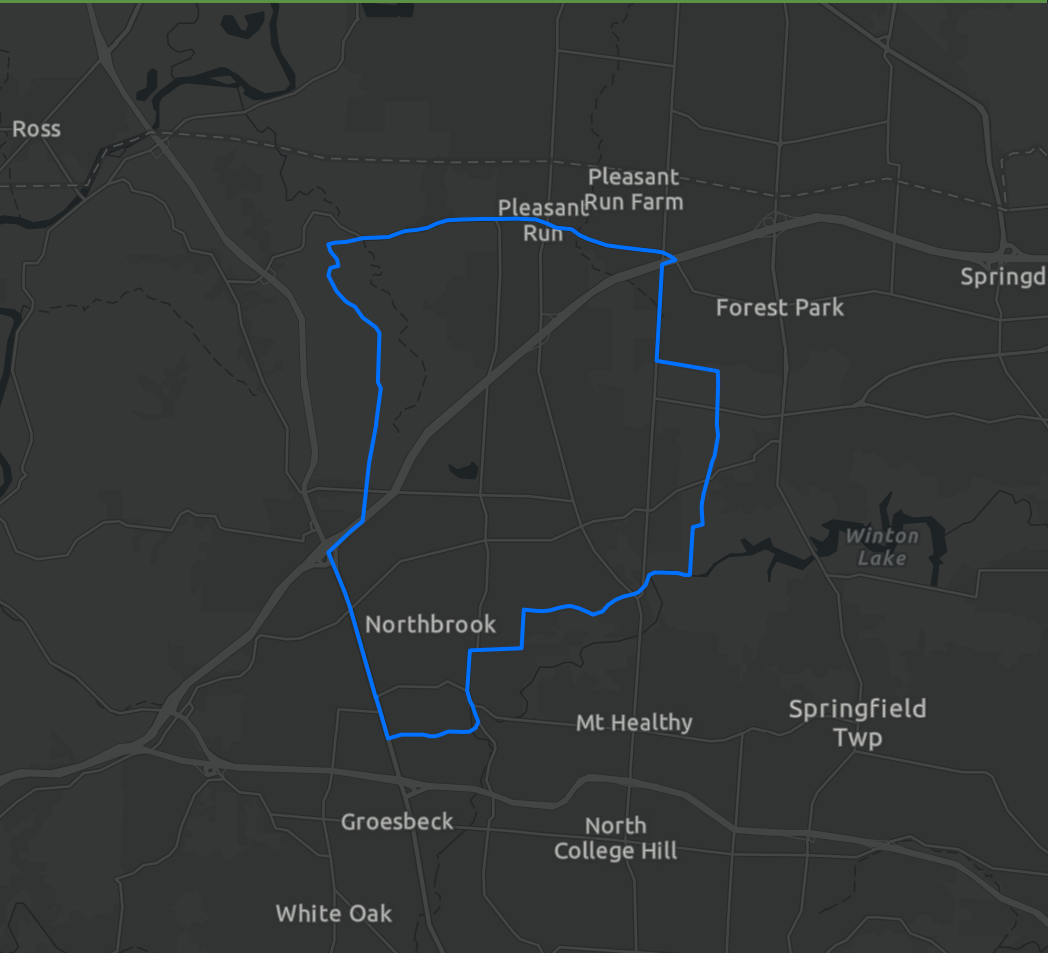 Ross
Pleasant
Run Farm
Pleasant
Run
Springd
Forest Park
Winton
Lake
Northbrook
Springfield
Twp
Mt Healthy
Groesbeck
North
College Hill
White Oak